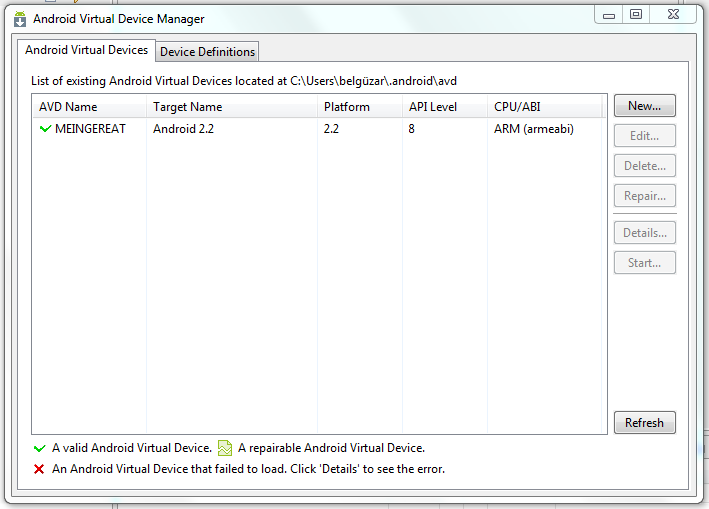 Android Virtual Device Manager
Android Virtual Devices
Device Definitions
List of existing Android Virtual Devices located at C:\Users\belgüzar\.android\avd
AVD Name Target Name Platform API Level CPU/ABI
MEINGEREAT Android 2.2 2.2 8 ARM (armeabi)
New...
Edit...
Delete...
Repair...
Details...
Start...
Refresh
A valid Android Virtual Device. A repairable Android Virtual Device.
An Android Virtual Device that failed to load. Click 'Details' to see the error.